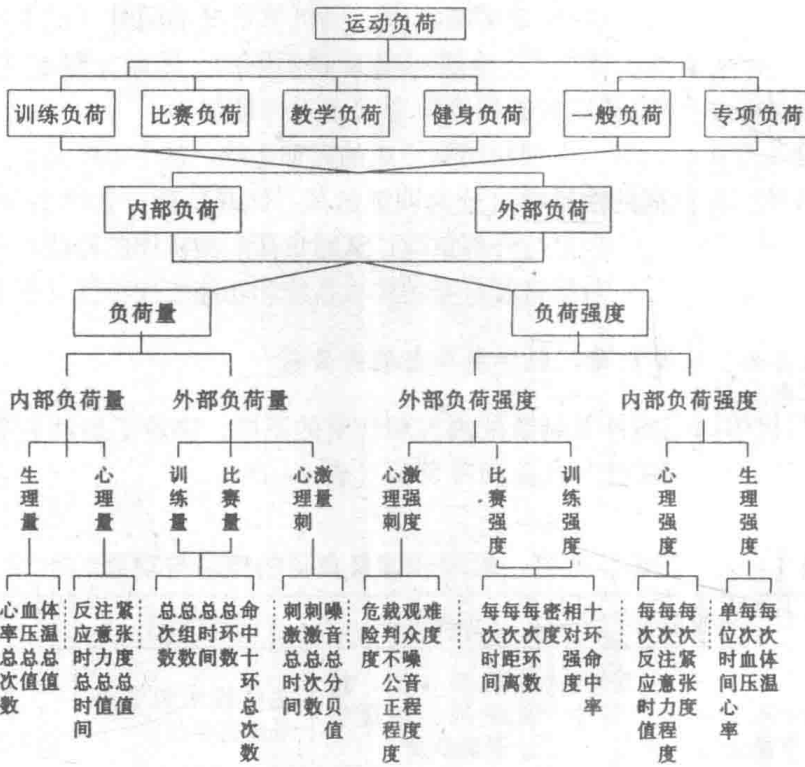 运动负荷
训练负荷 比赛负荷 教学负荷 健身负荷 一般负荷 专项负荷
内部负荷 外部负荷
负荷量 负荷强度
内部负荷量 外部负荷量 外部负荷强度 内部负荷强度
生理量
心理量
训练量
比赛量
心理刺激量
心理刺激强度
比赛强度
训练强度
心理强度
生理强度
心率总次数
血压总值
体温总值
反应时总时间
注意力总值
紧张度总值
总次数
总组数
总时间
总环数
命中十环总次数
刺激总时间
刺激总次数
噪音总分贝值
危险度
裁判不公正程度
观众噪音程度
难度
每次时间
每次距离
每次环数
密度
相对强度
十环命中率
每次反应时值
每次注意力程度
每次紧张度
单位时间心率
每次血压
每次体温